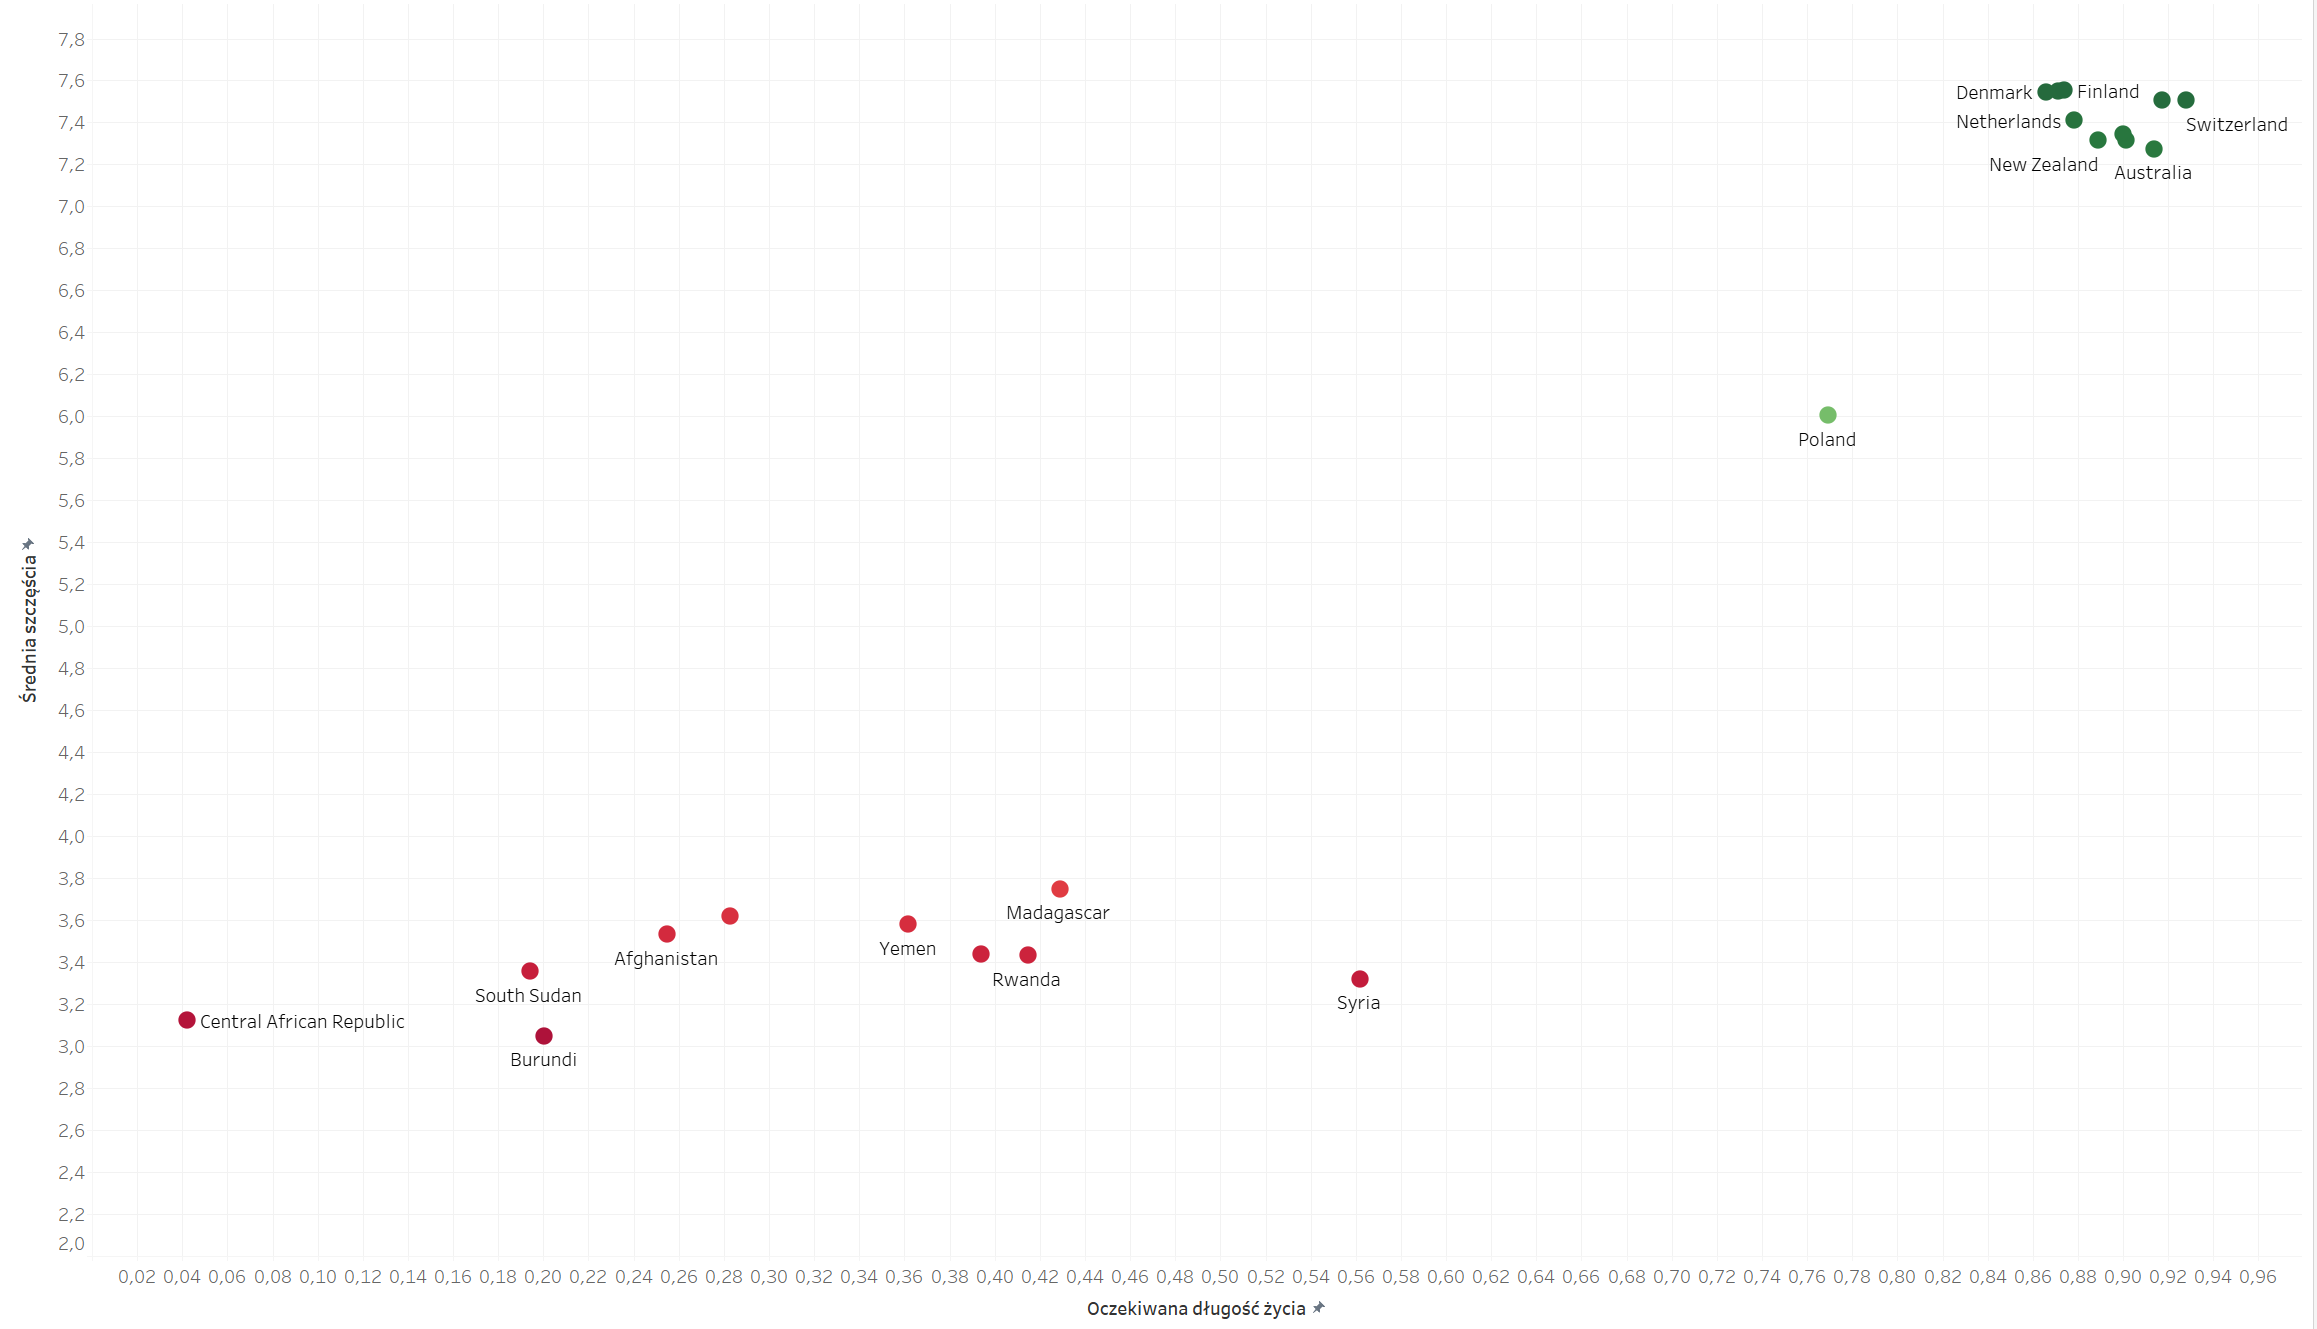 7,8
7,6
Denmark
Finland
7,4
Netherlands
Switzerland
7,2
New Zealand
Australia
7,0
6,8
6,6
6,4
6,2
6,0
Poland
5,8
5,6
5,4
5,2
5,0
4,8
4,6
4,4
4,2
4,0
3,8
Madagascar
3,6
Yemen
Afghanistan
3,4
Rwanda
South Sudan
Syria
3,2
Central African Republic
3,0
Burundi
2,8
2,6
2,4
2,2
2,0
Średnia szczęścia
0,02 0,04 0,06 0,08 0,10 0,12 0,14 0,16 0,18 0,20 0,22 0,24 0,26 0,28 0,30 0,32 0,34 0,36 0,38 0,40 0,42 0,44 0,46 0,48 0,50 0,52 0,54 0,56 0,58 0,60 0,62 0,64 0,66 0,68 0,70 0,72 0,74 0,76 0,78 0,80 0,82 0,84 0,86 0,88 0,90 0,92 0,94 0,96
Oczekiwana długość życia